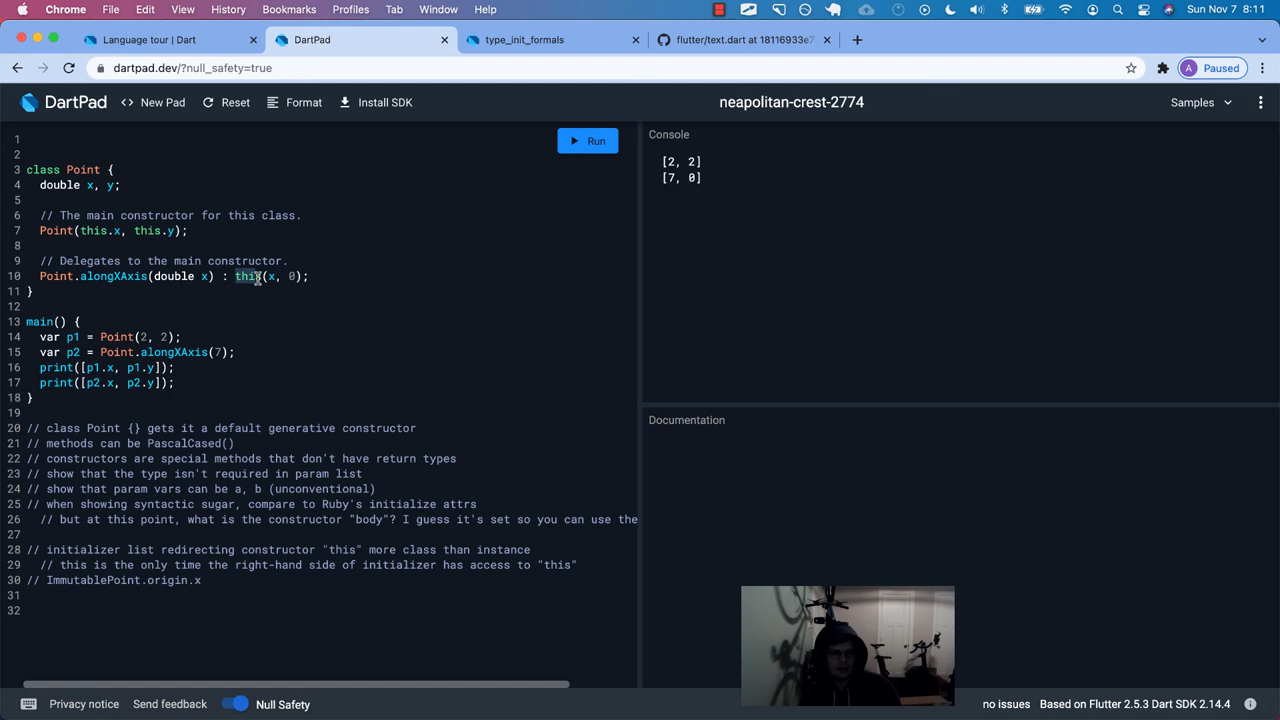 Chrome File Edit View History Bookmarks Profiles Tab Window Help Sun Nov 7 8:11
Language tour | Dart DartPad type_init_formals flutter/text.dart at 18116933e7
dartpad.dev/?null_safety=true A Paused
DartPad New Pad Reset Format Install SDK neapolitan-crest-2774 Samples
Run
Console
[2, 2]
[7, 0]
Documentation
1
2
3 class Point {
4 double x, y;
5
6 // The main constructor for this class.
7 Point(this.x, this.y);
8
9 // Delegates to the main constructor.
10 Point.alongXAxis(double x) : this(x, 0);
11 }
12
13 main() {
14 var p1 = Point(2, 2);
15 var p2 = Point.alongXAxis(7);
16 print([p1.x, p1.y]);
17 print([p2.x, p2.y]);
18 }
19
20 // class Point {} gets it a default generative constructor
21 // methods can be PascalCased()
22 // constructors are special methods that don't have return types
23 // show that the type isn't required in param list
24 // show that param vars can be a, b (unconventional)
25 // when showing syntactic sugar, compare to Ruby's initialize attrs
26 // but at this point, what is the constructor "body"? I guess it's set so you can use the
27
28 // initializer list redirecting constructor "this" more class than instance
29 // this is the only time the right-hand side of initializer has access to "this"
30 // ImmutablePoint.origin.x
31
32
Privacy notice Send feedback Null Safety no issues Based on Flutter 2.5.3 Dart SDK 2.14.4